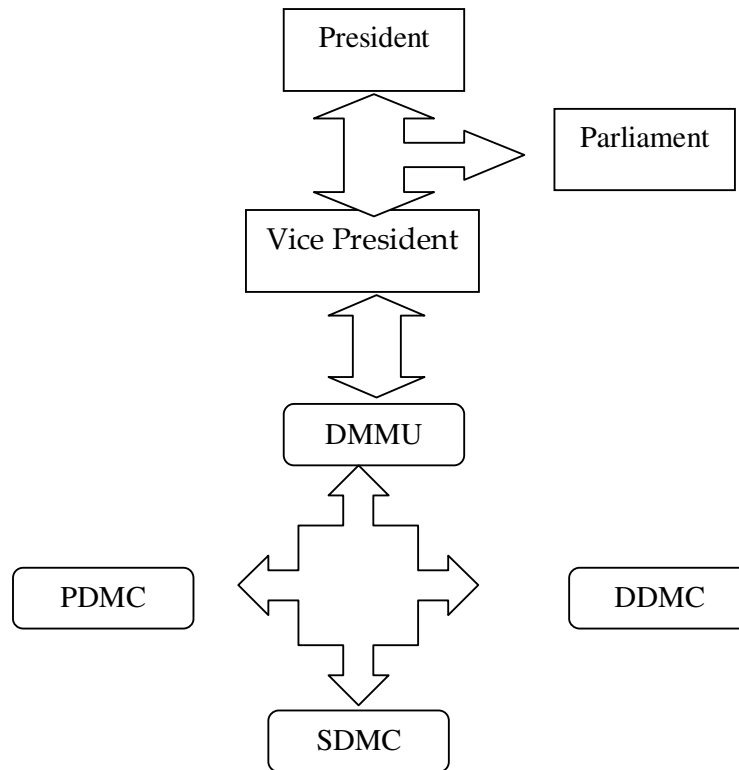 President
Parliament
Vice President
DMMU
PDMC
DDMC
SDMC